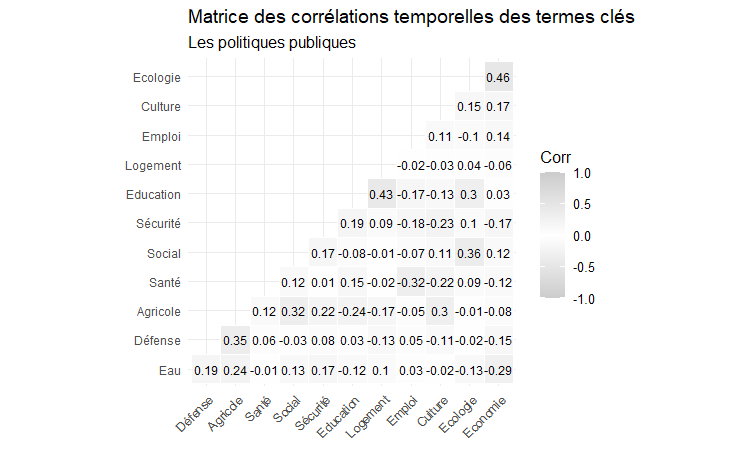 Matrice des corrélations temporelles des termes clés
Les politiques publiques
Ecologie 0.46
Culture 0.15 0.17
Emploi 0.11 -0.1 0.14
Logement -0.02 -0.03 0.04 -0.06
Education 0.43 -0.17 -0.13 0.3 0.03
Sécurité 0.19 0.09 -0.18 -0.23 0.1 -0.17
Social 0.17 -0.08 -0.01 -0.07 0.11 0.36 0.12
Santé 0.12 0.01 0.15 -0.02 -0.32 -0.22 0.09 -0.12
Agricole 0.12 0.32 0.22 -0.24 -0.17 -0.05 0.3 -0.01 -0.08
Défense 0.35 0.06 -0.03 0.08 0.03 -0.13 0.05 -0.11 -0.02 -0.15
Eau 0.19 0.24 -0.01 0.13 0.17 -0.12 0.1 0.03 -0.02 -0.13 -0.29
Défense Agricole Santé Social Sécurité Education Logement Emploi Culture Ecologie Economie
Corr
1.0
0.5
0.0
-0.5
-1.0